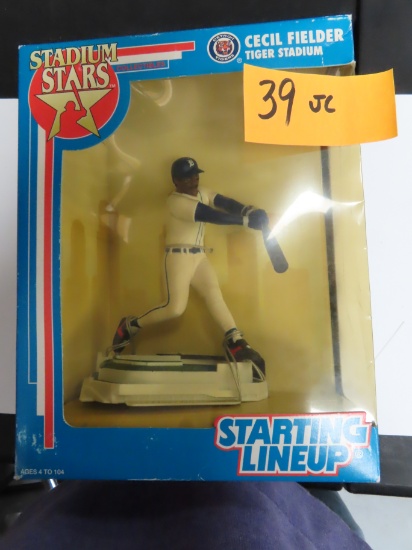 STADIUM
STARS
CECIL FIELDER
TIGER STADIUM
39 JC
STARTING
LINEUP
AGES 4 TO 104